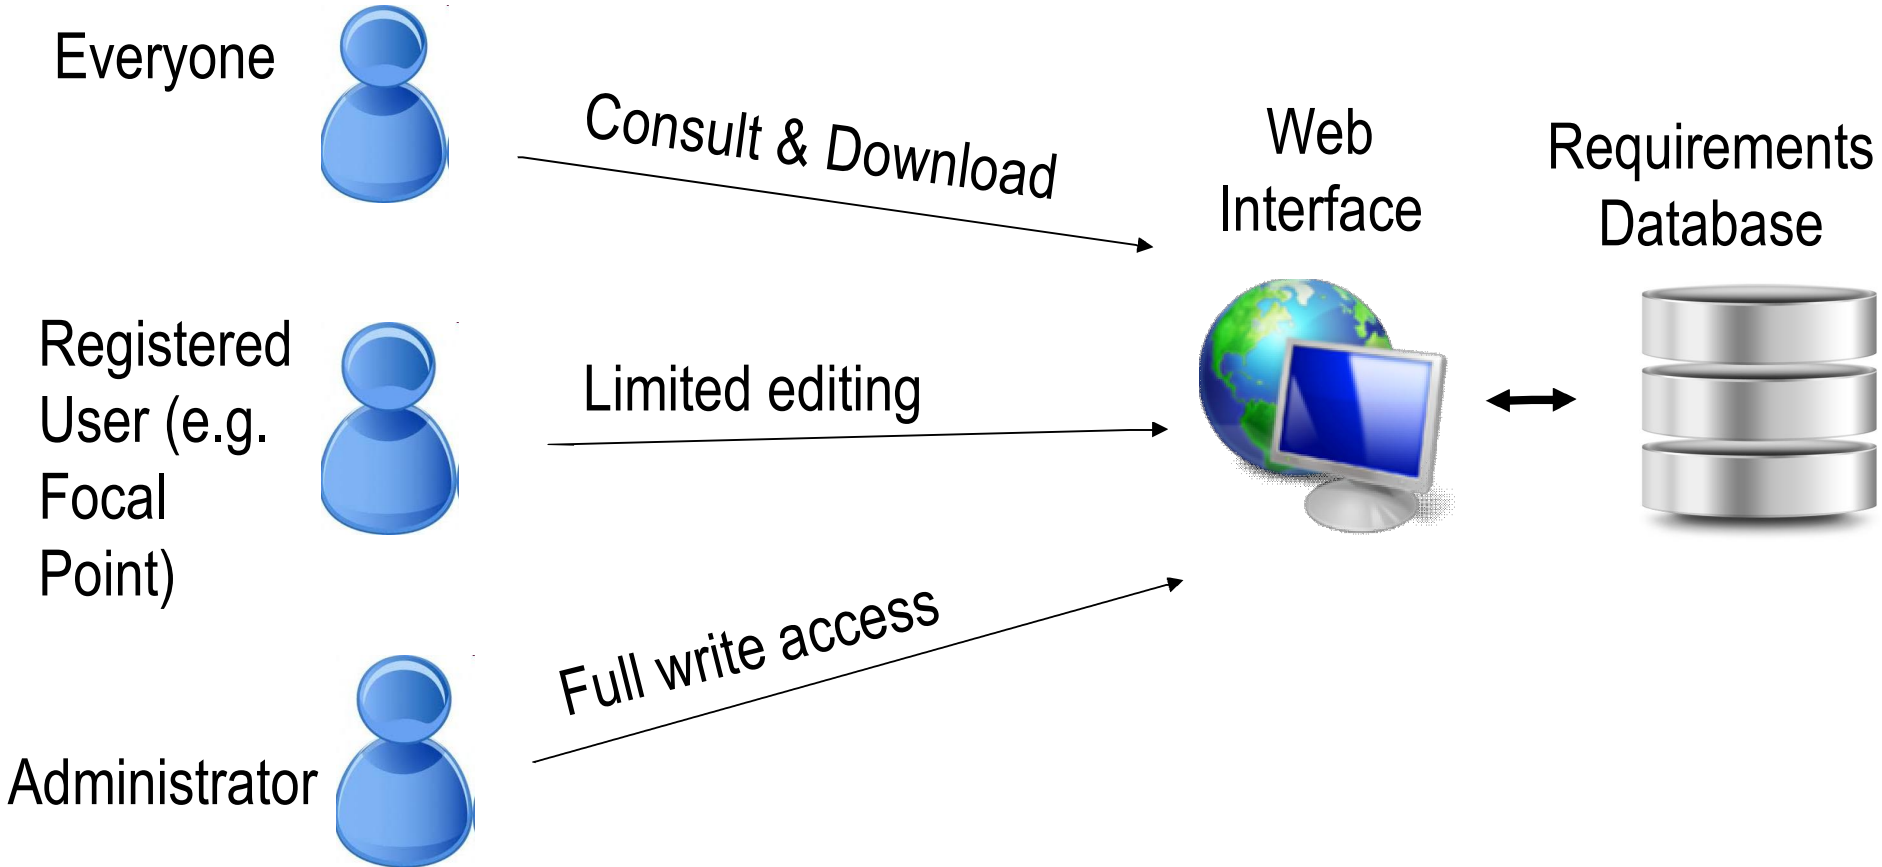 Everyone
Consult & Download
Web
Interface
Requirements
Database
Registered
User (e.g.
Focal
Point)
Limited editing
Full write access
Administrator